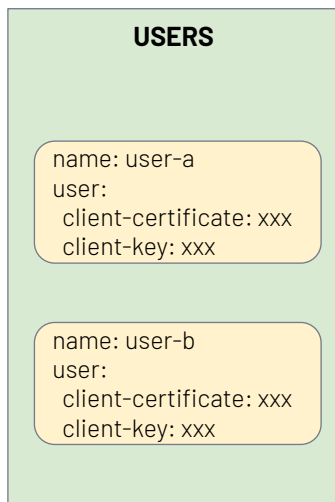 USERS
name: user-a
user:
client-certificate: xxx
client-key: xxx
name: user-b
user:
client-certificate: xxx
client-key: xxx